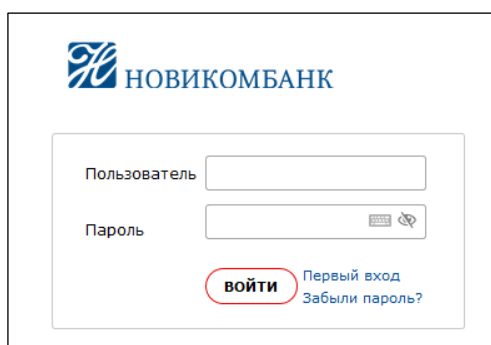 НОВИКОМБАНК
Пользователь
Пароль
ВОЙТИ
Первый вход
Забыли пароль?